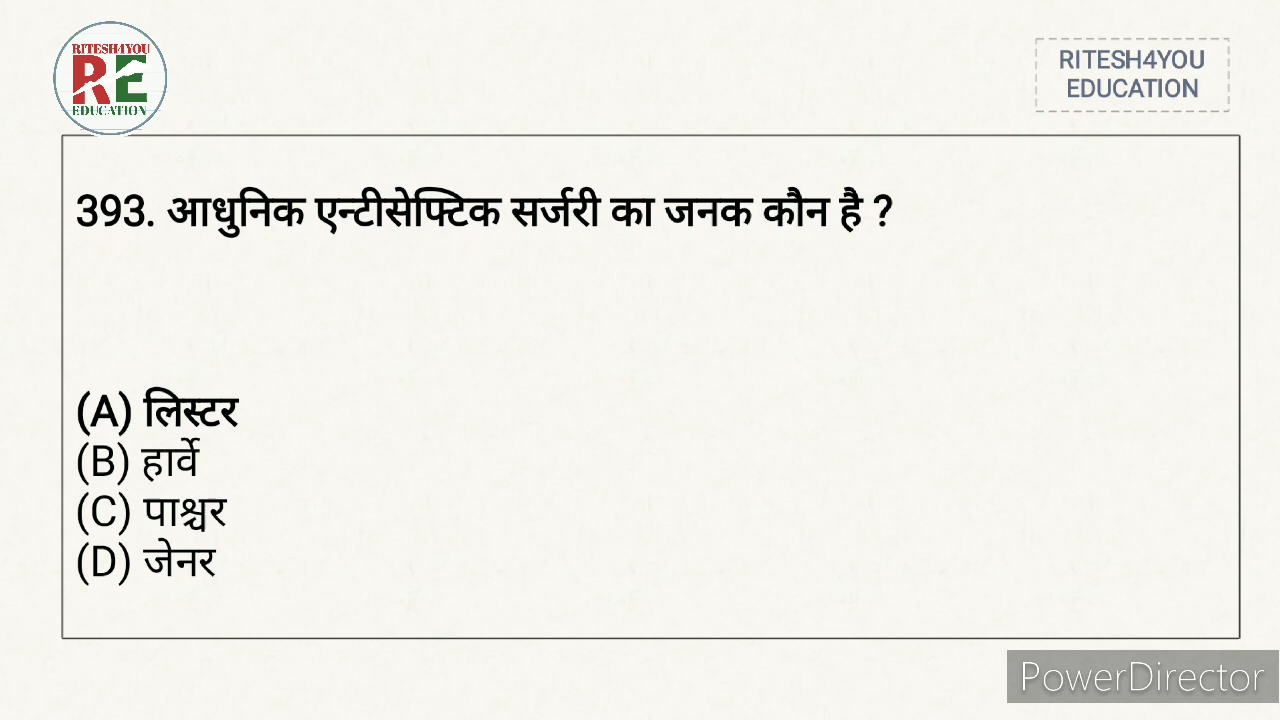 RITESH4YOU
RE
EDUCATION
RITESH4YOU
EDUCATION
393. आधुनिक एन्टीसेफ्टिक सर्जरी का जनक कौन है ?
(A) लिस्टर
(B) हार्वे
(C) पाश्चर
(D) जेनर
PowerDirector